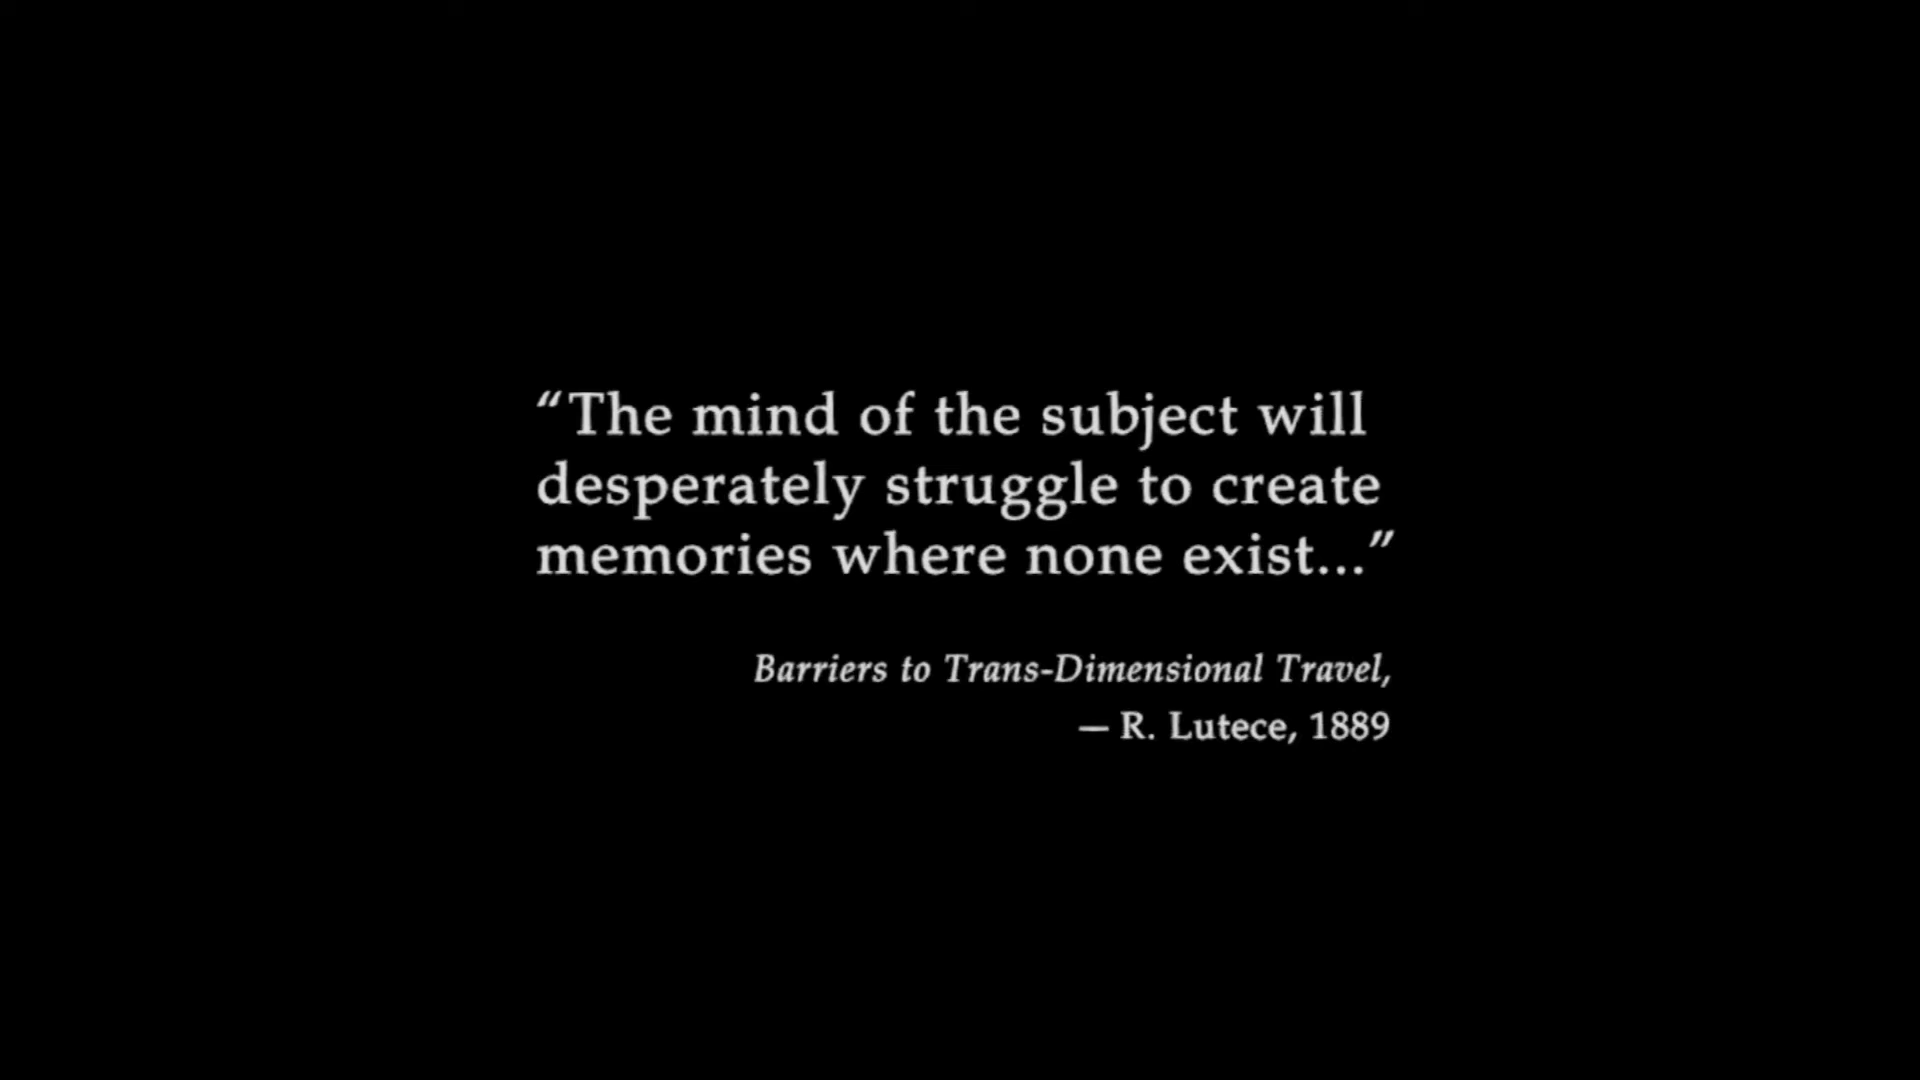 “The mind of the subject will
desperately struggle to create
memories where none exist...”
Barriers to Trans-Dimensional Travel,
— R. Lutece, 1889